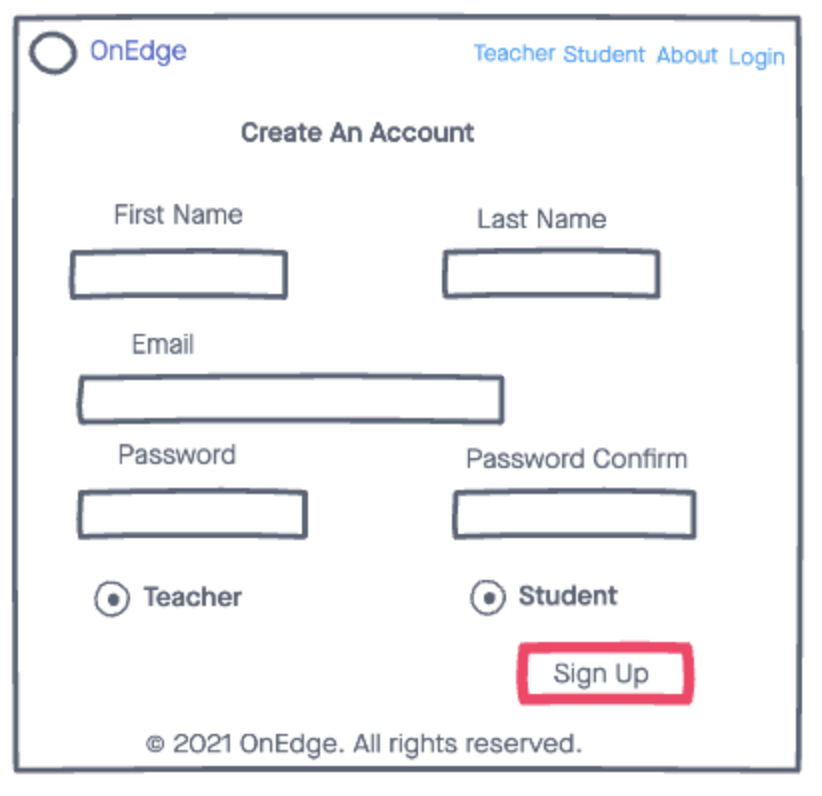 OnEdge Teacher Student About Login
Create An Account
First Name Last Name
Email
Password Password Confirm
Teacher Student
Sign Up
© 2021 OnEdge. All rights reserved.